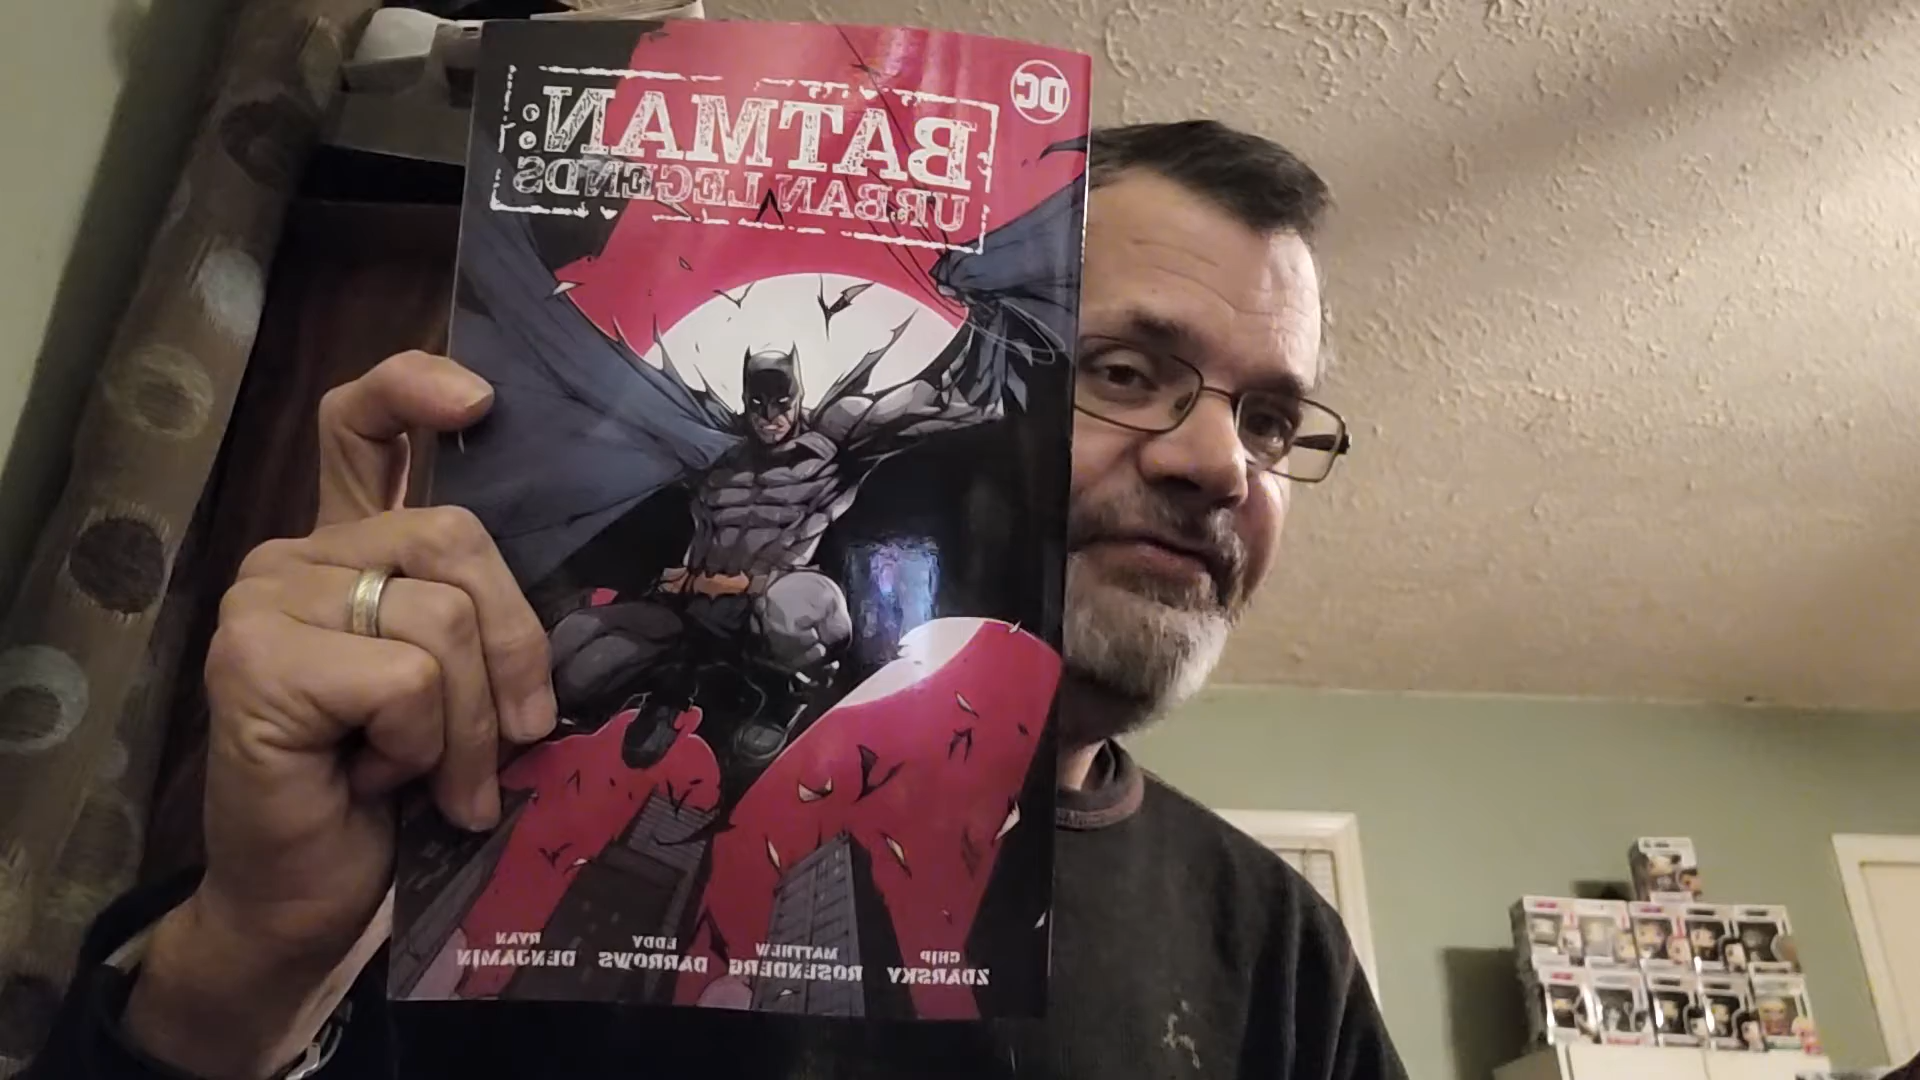 DC
BATMAN:
URBAN LEGENDS
CHIP
ZDARSKY
MATTHEW
ROSENBERG
EDDY
BARROWS
RYAN
BENJAMIN